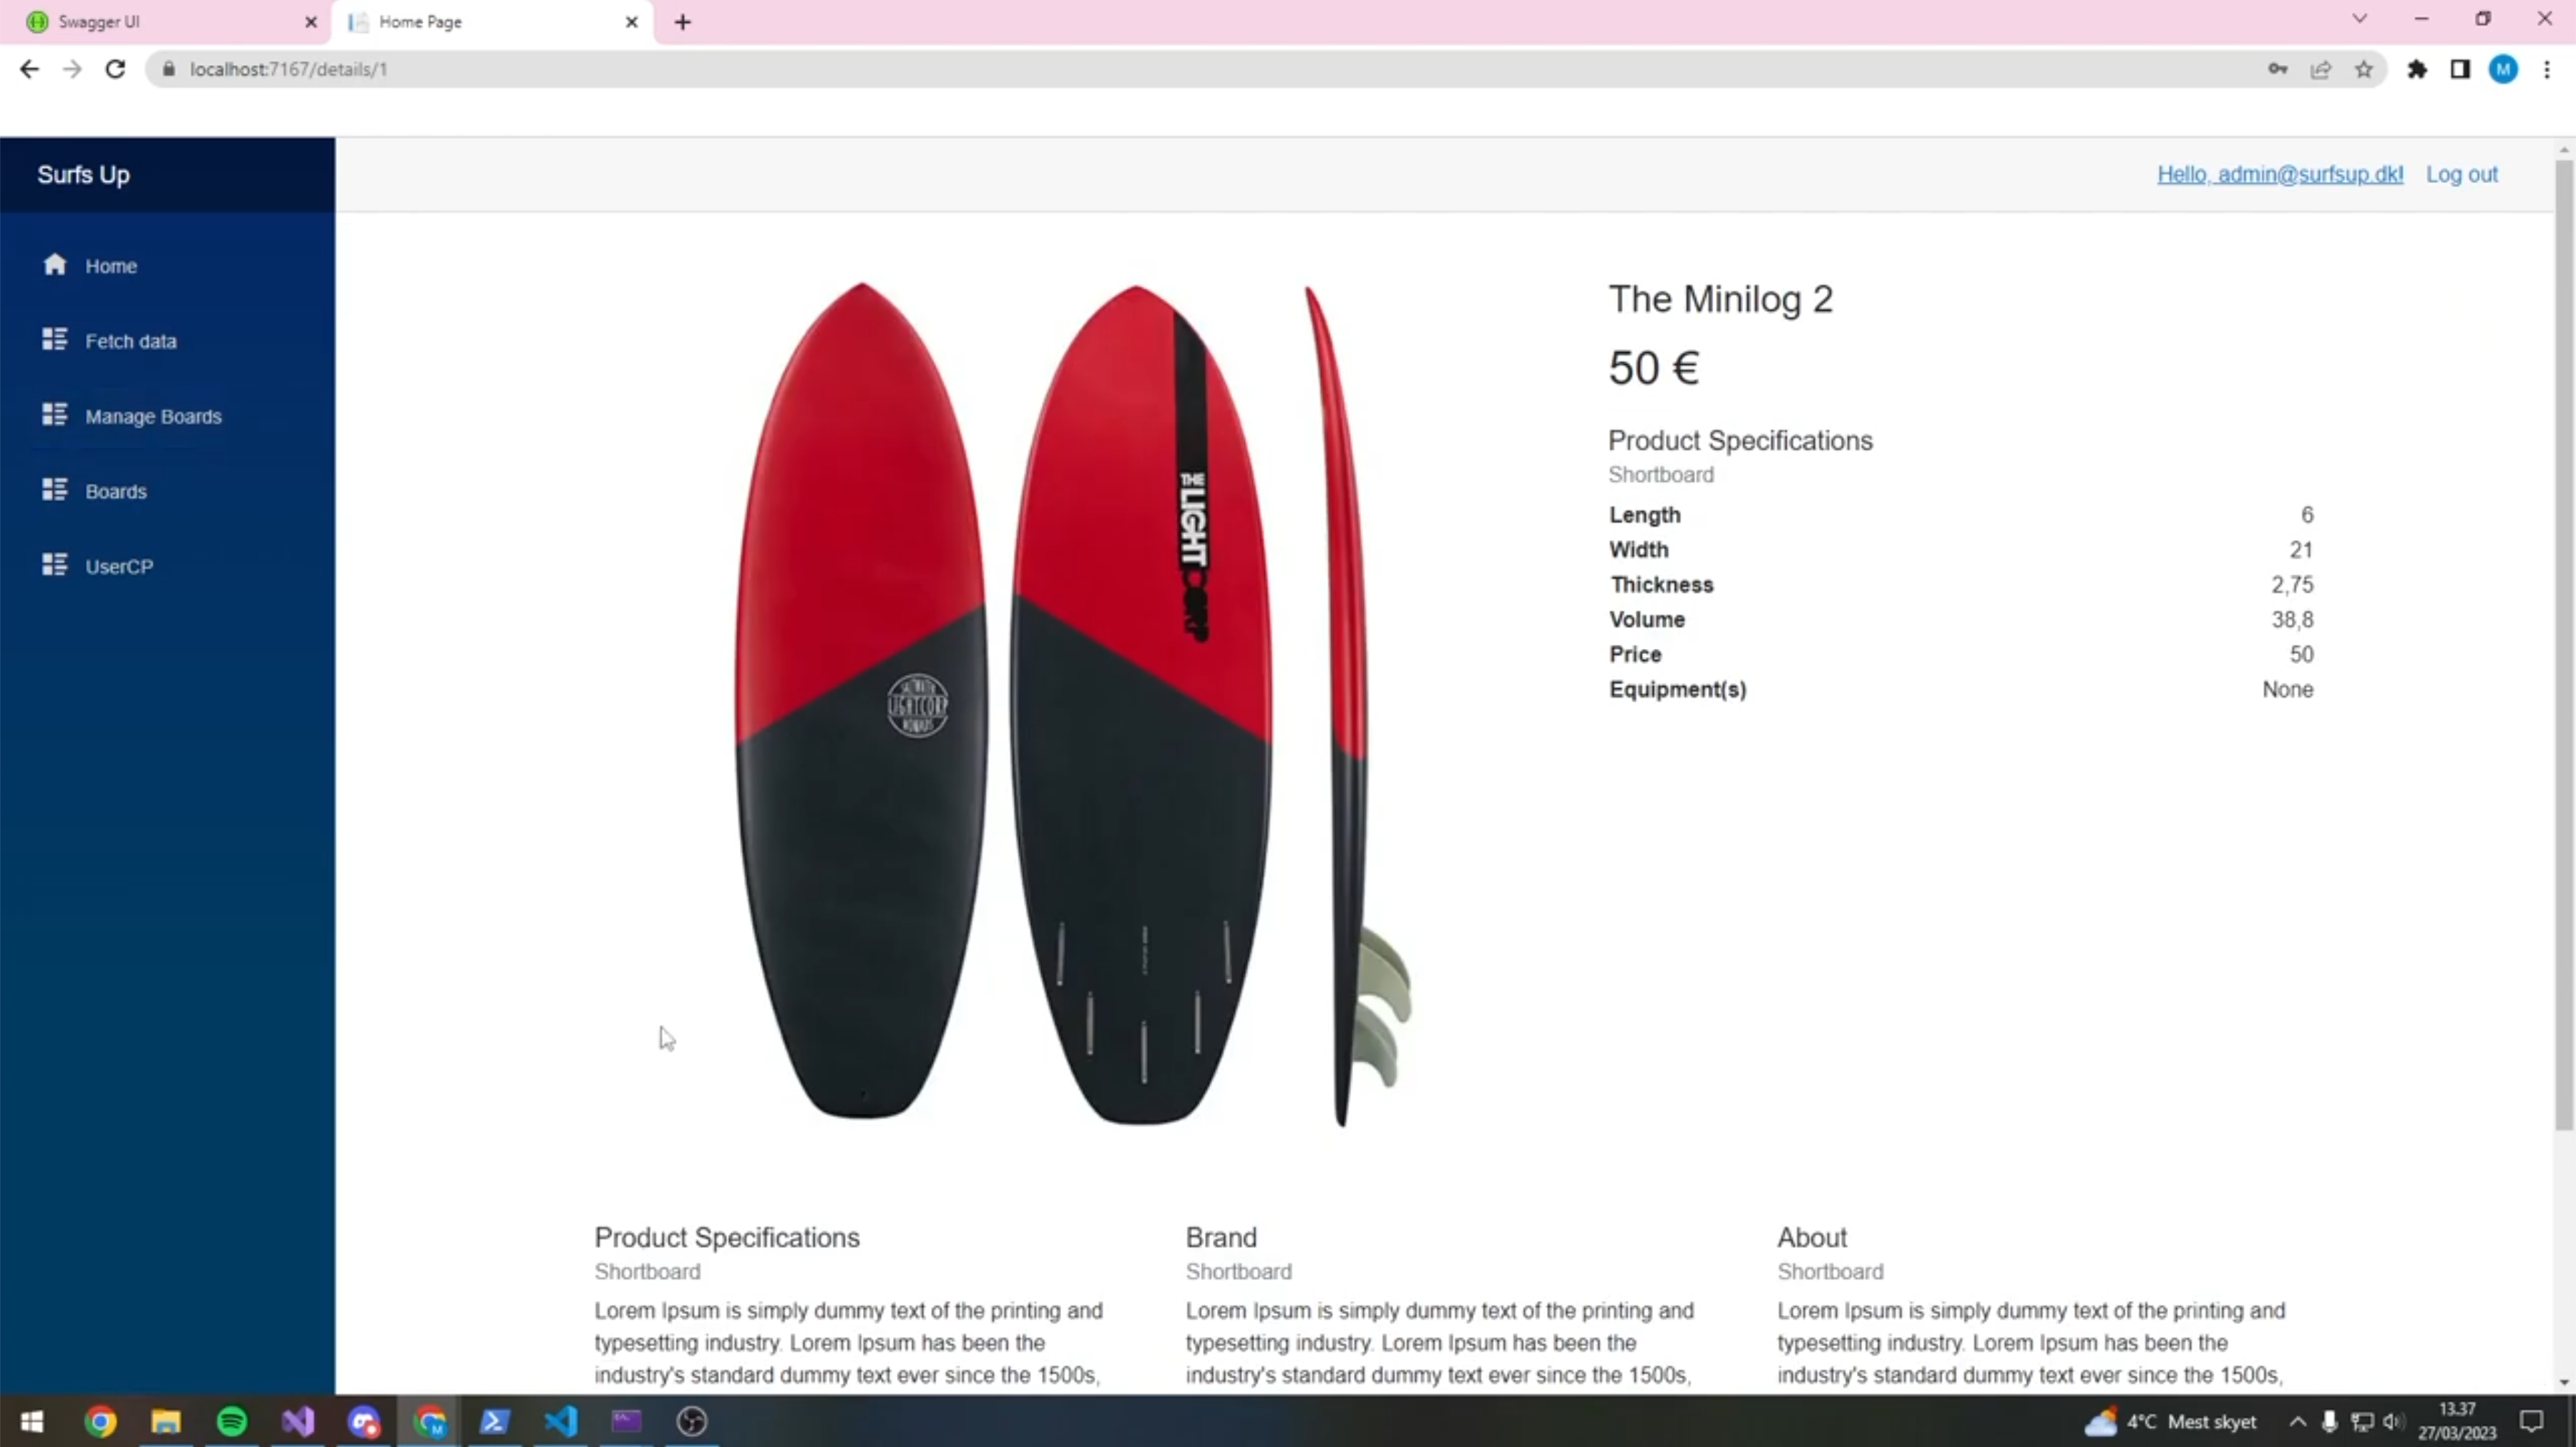 Swagger UI
Home Page
localhost:7167/details/1
M
Surfs Up
Hello, admin@surfsup.dk! Log out
Home
Fetch data
Manage Boards
Boards
UserCP
THE LIGHT CORP
SALTWATER
LIGHTCORP
NOMADS
The Minilog 2
50 €
Product Specifications
Shortboard
Length 6
Width 21
Thickness 2,75
Volume 38,8
Price 50
Equipment(s) None
Product Specifications
Shortboard
Lorem Ipsum is simply dummy text of the printing and
typesetting industry. Lorem Ipsum has been the
industry's standard dummy text ever since the 1500s,
Brand
Shortboard
Lorem Ipsum is simply dummy text of the printing and
typesetting industry. Lorem Ipsum has been the
industry's standard dummy text ever since the 1500s,
About
Shortboard
Lorem Ipsum is simply dummy text of the printing and
typesetting industry. Lorem Ipsum has been the
industry's standard dummy text ever since the 1500s,
M
4°C Mest skyet
13.37
27/03/2023